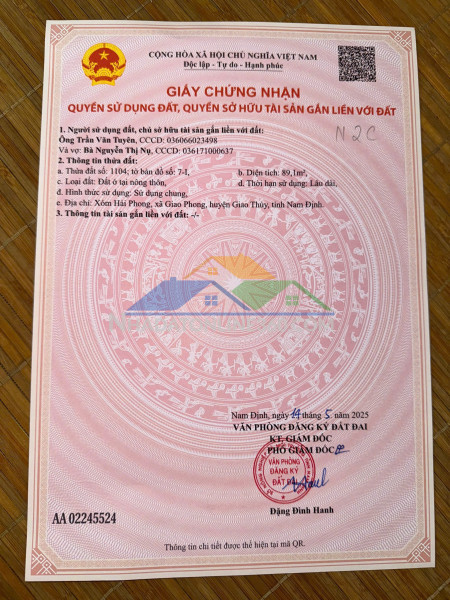 CỘNG HÒA XÃ HỘI CHỦ NGHĨA VIỆT NAM
Độc lập - Tự do - Hạnh phúc
GIẤY CHỨNG NHẬN
QUYỀN SỬ DỤNG ĐẤT, QUYỀN SỞ HỮU TÀI SẢN GẮN LIỀN VỚI ĐẤT
N2C
1. Người sử dụng đất, chủ sở hữu tài sản gắn liền với đất:
Ông Trần Văn Tuyên, CCCD: 036066023498
Và vợ: Bà Nguyễn Thị Nụ, CCCD: 036171000637
2. Thông tin thửa đất:
a. Thửa đất số: 1104; tờ bản đồ số: 7-1, b. Diện tích: 89,1m².
c. Loại đất: Đất ở tại nông thôn, d. Thời hạn sử dụng: Lâu dài,
đ. Hình thức sử dụng: Sử dụng chung,
e. Địa chỉ: Xóm Hải Phong, xã Giao Phong, huyện Giao Thủy, tỉnh Nam Định.
3. Thông tin tài sản gắn liền với đất: -/-
Nam Định, ngày 14 tháng 5 năm 2025
VĂN PHÒNG ĐĂNG KÝ ĐẤT ĐAI
KT. GIÁM ĐỐC
PHÓ GIÁM ĐỐC
VĂN PHÒNG
ĐĂNG KÝ
ĐẤT ĐAI
Đặng Đình Hanh
AA 02245524
Thông tin chi tiết được thể hiện tại mã QR.